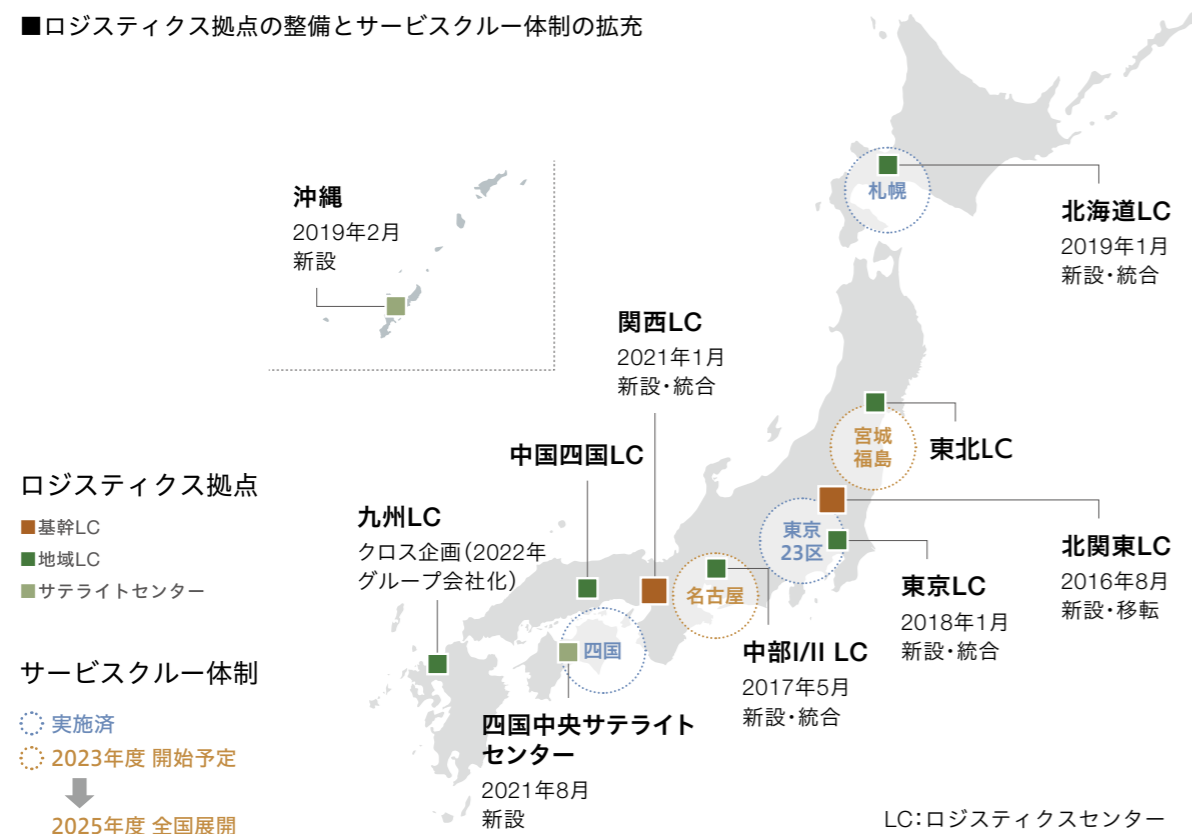 ■ロジスティクス拠点の整備とサービスクルー体制の拡充
沖縄
2019年2月
新設
札幌
北海道LC
2019年1月
新設・統合
関西LC
2021年1月
新設・統合
宮城
福島
東北LC
中国四国LC
ロジスティクス拠点
■基幹LC
■地域LC
■サテライトセンター
九州LC
クロス企画（2022年
グループ会社化）
東京
23区
北関東LC
2016年8月
新設・移転
東京LC
2018年1月
新設・統合
名古屋
中部I/II LC
2017年5月
新設・統合
四国
四国中央サテライト
センター
2021年8月
新設
サービスクルー体制
実施済
2023年度 開始予定
2025年度 全国展開
LC：ロジスティクスセンター